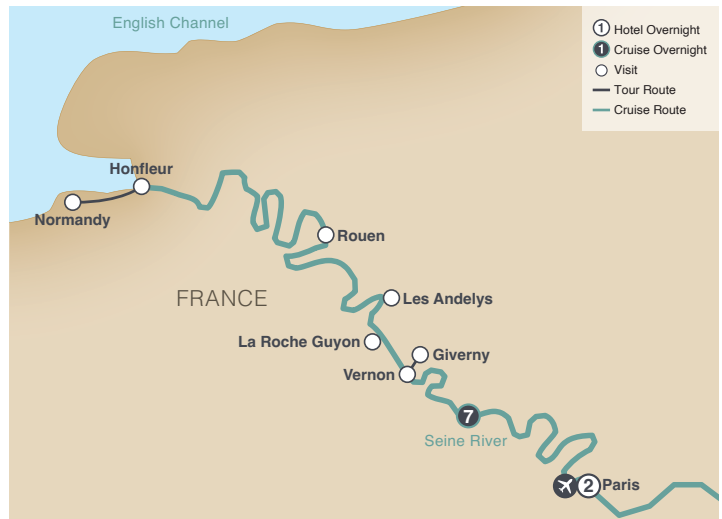 English Channel
1 Hotel Overnight
1 Cruise Overnight
Visit
Tour Route
Cruise Route
Honfleur
Normandy
Rouen
FRANCE
Les Andelys
La Roche Guyon
Giverny
Vernon
7
Seine River
2 Paris